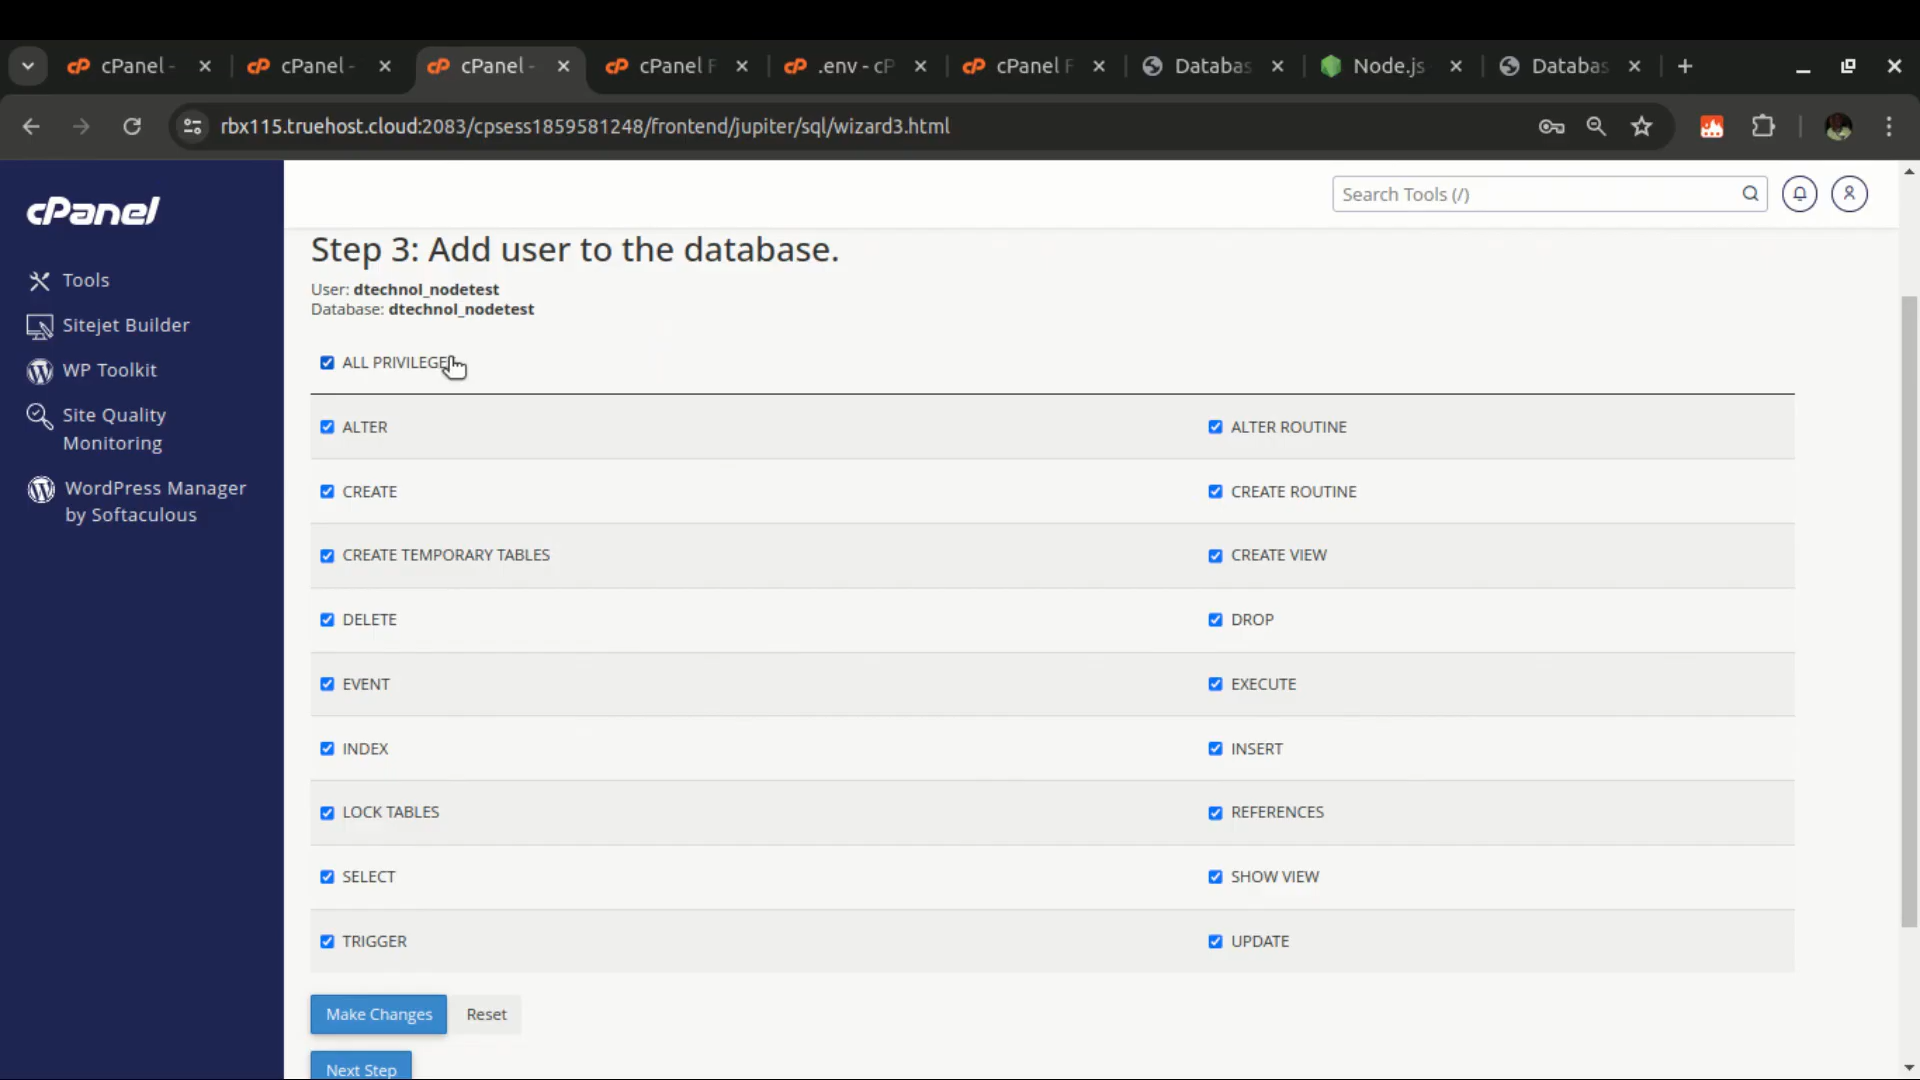 cPanel -
cPanel -
cPanel -
cPanel F
.env - cP
cPanel F
Databas
Node.js
Databas
rbx115.truehost.cloud:2083/cpsess1859581248/frontend/jupiter/sql/wizard3.html
cPanel
Search Tools (/)
Tools
Sitejet Builder
WP Toolkit
Site Quality
Monitoring
WordPress Manager
by Softaculous
Step 3: Add user to the database.
User: dtechnol_nodetest
Database: dtechnol_nodetest
ALL PRIVILEGE
ALTER
ALTER ROUTINE
CREATE
CREATE ROUTINE
CREATE TEMPORARY TABLES
CREATE VIEW
DELETE
DROP
EVENT
EXECUTE
INDEX
INSERT
LOCK TABLES
REFERENCES
SELECT
SHOW VIEW
TRIGGER
UPDATE
Make Changes
Reset
Next Step